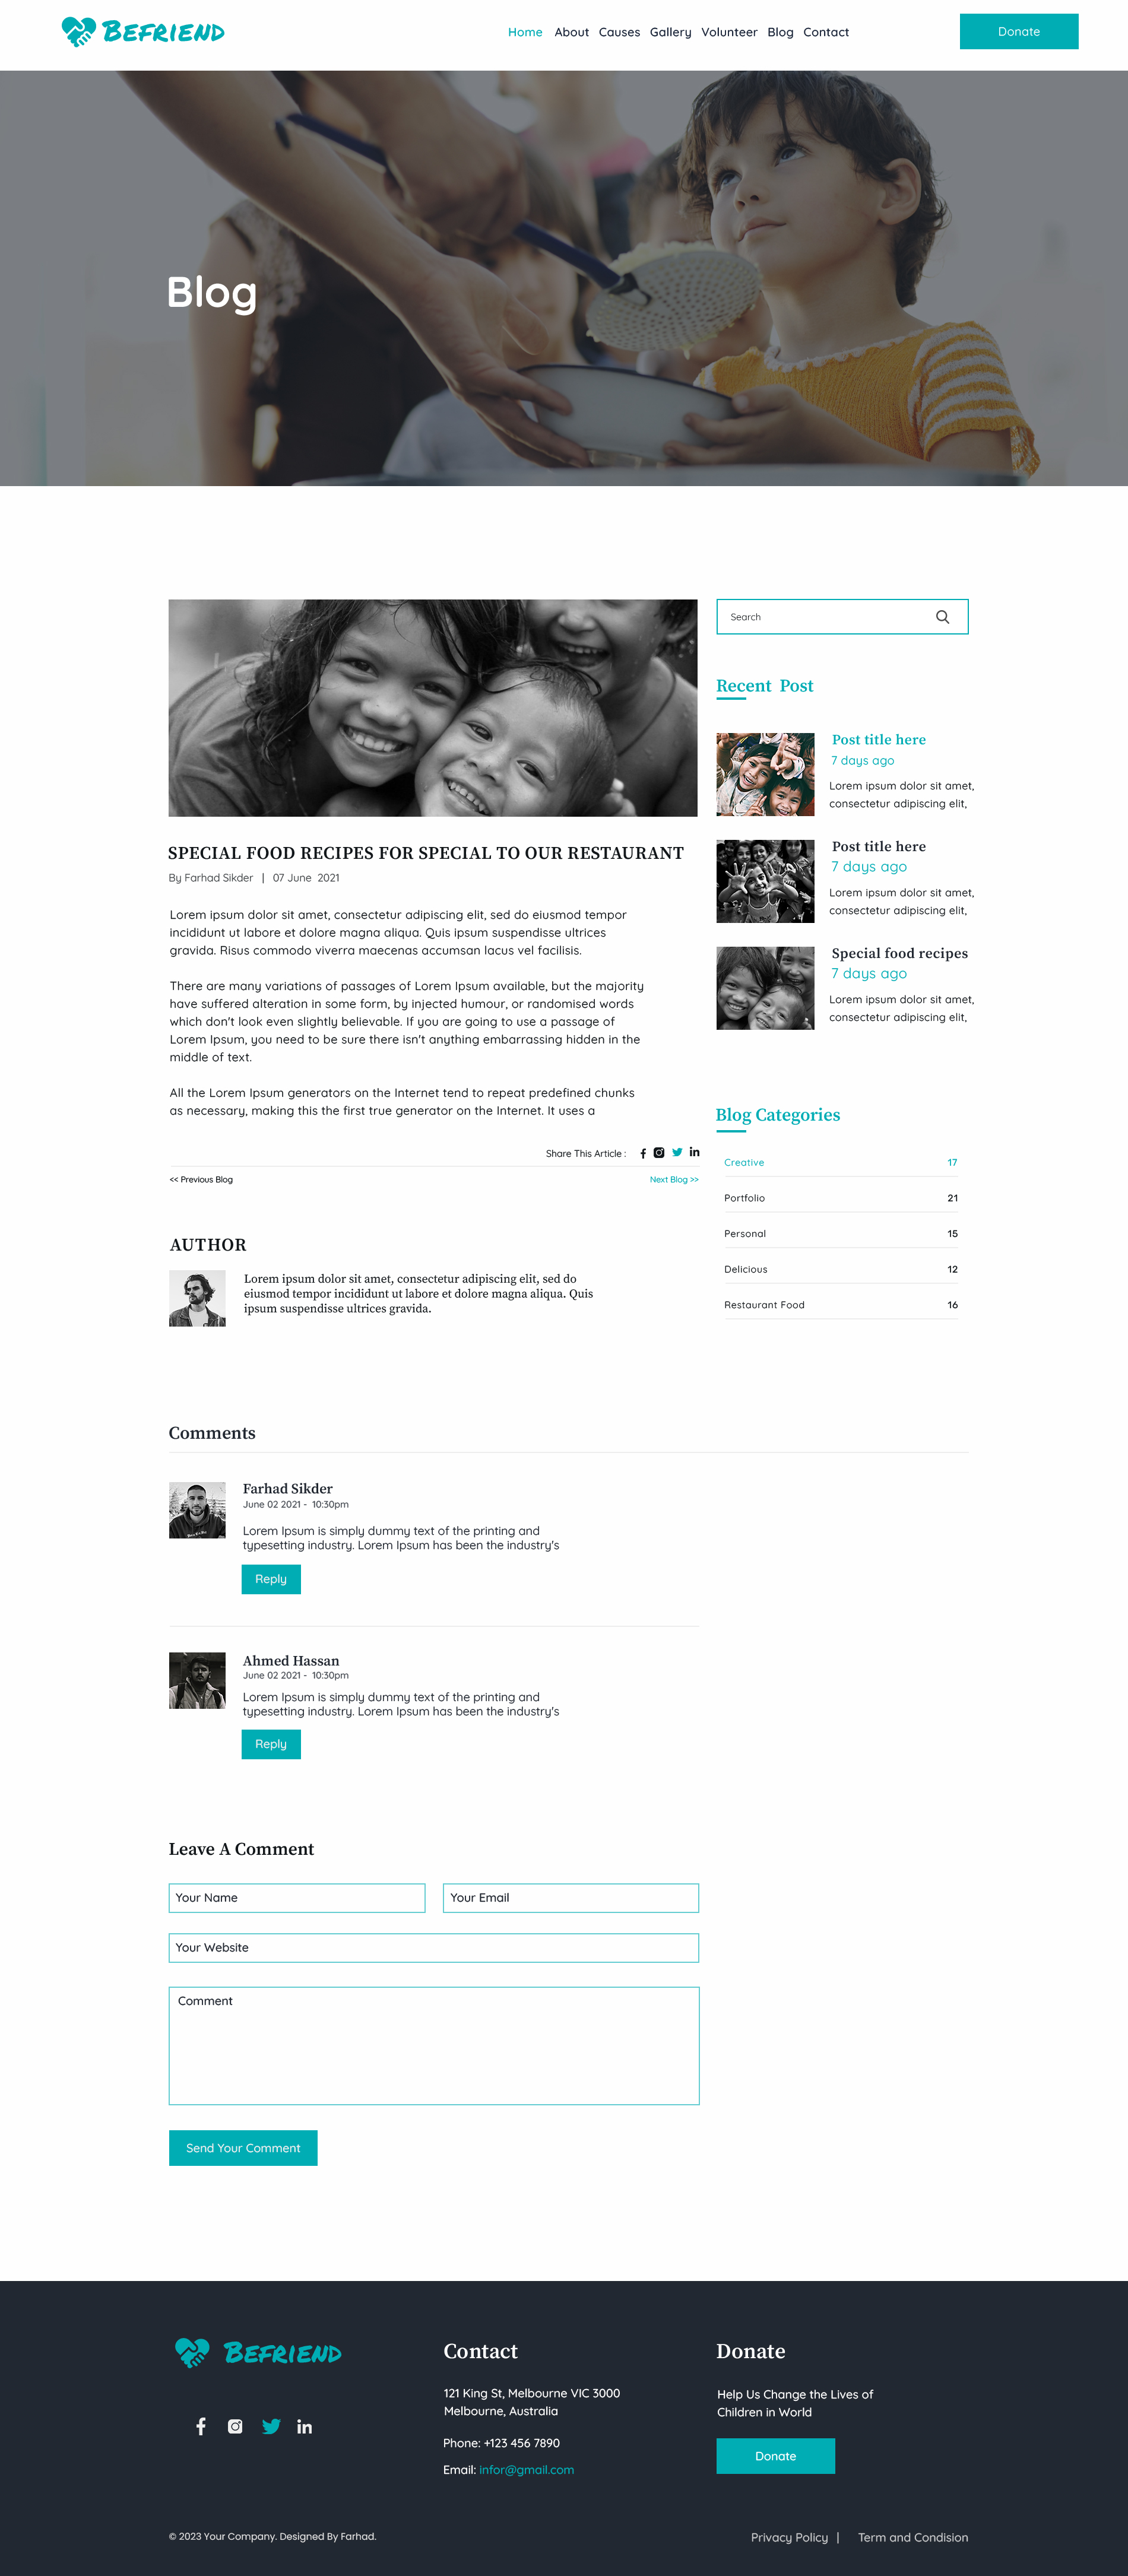 BEFRIEND
Home About Causes Gallery Volunteer Blog Contact
Donate
Blog
SPECIAL FOOD RECIPES FOR SPECIAL TO OUR RESTAURANT
By Farhad Sikder | 07 June 2021
Lorem ipsum dolor sit amet, consectetur adipiscing elit, sed do eiusmod tempor
incididunt ut labore et dolore magna aliqua. Quis ipsum suspendisse ultrices
gravida. Risus commodo viverra maecenas accumsan lacus vel facilisis.
There are many variations of passages of Lorem Ipsum available, but the majority
have suffered alteration in some form, by injected humour, or randomised words
which don't look even slightly believable. If you are going to use a passage of
Lorem Ipsum, you need to be sure there isn't anything embarrassing hidden in the
middle of text.
All the Lorem Ipsum generators on the Internet tend to repeat predefined chunks
as necessary, making this the first true generator on the Internet. It uses a
Share This Article :
<< Previous Blog
Next Blog >>
AUTHOR
Lorem ipsum dolor sit amet, consectetur adipiscing elit, sed do
eiusmod tempor incididunt ut labore et dolore magna aliqua. Quis
ipsum suspendisse ultrices gravida.
Search
Recent Post
Post title here
7 days ago
Lorem ipsum dolor sit amet,
consectetur adipiscing elit,
Post title here
7 days ago
Lorem ipsum dolor sit amet,
consectetur adipiscing elit,
Special food recipes
7 days ago
Lorem ipsum dolor sit amet,
consectetur adipiscing elit,
Blog Categories
Creative 17
Portfolio 21
Personal 15
Delicious 12
Restaurant Food 16
Comments
Farhad Sikder
June 02 2021 - 10:30pm
Lorem Ipsum is simply dummy text of the printing and
typesetting industry. Lorem Ipsum has been the industry's
Reply
Ahmed Hassan
June 02 2021 - 10:30pm
Lorem Ipsum is simply dummy text of the printing and
typesetting industry. Lorem Ipsum has been the industry's
Reply
Leave A Comment
Your Name
Your Email
Your Website
Comment
Send Your Comment
BEFRIEND
Contact
121 King St, Melbourne VIC 3000
Melbourne, Australia
Phone: +123 456 7890
Email: infor@gmail.com
Donate
Help Us Change the Lives of
Children in World
Donate
© 2023 Your Company. Designed By Farhad.
Privacy Policy | Term and Condision